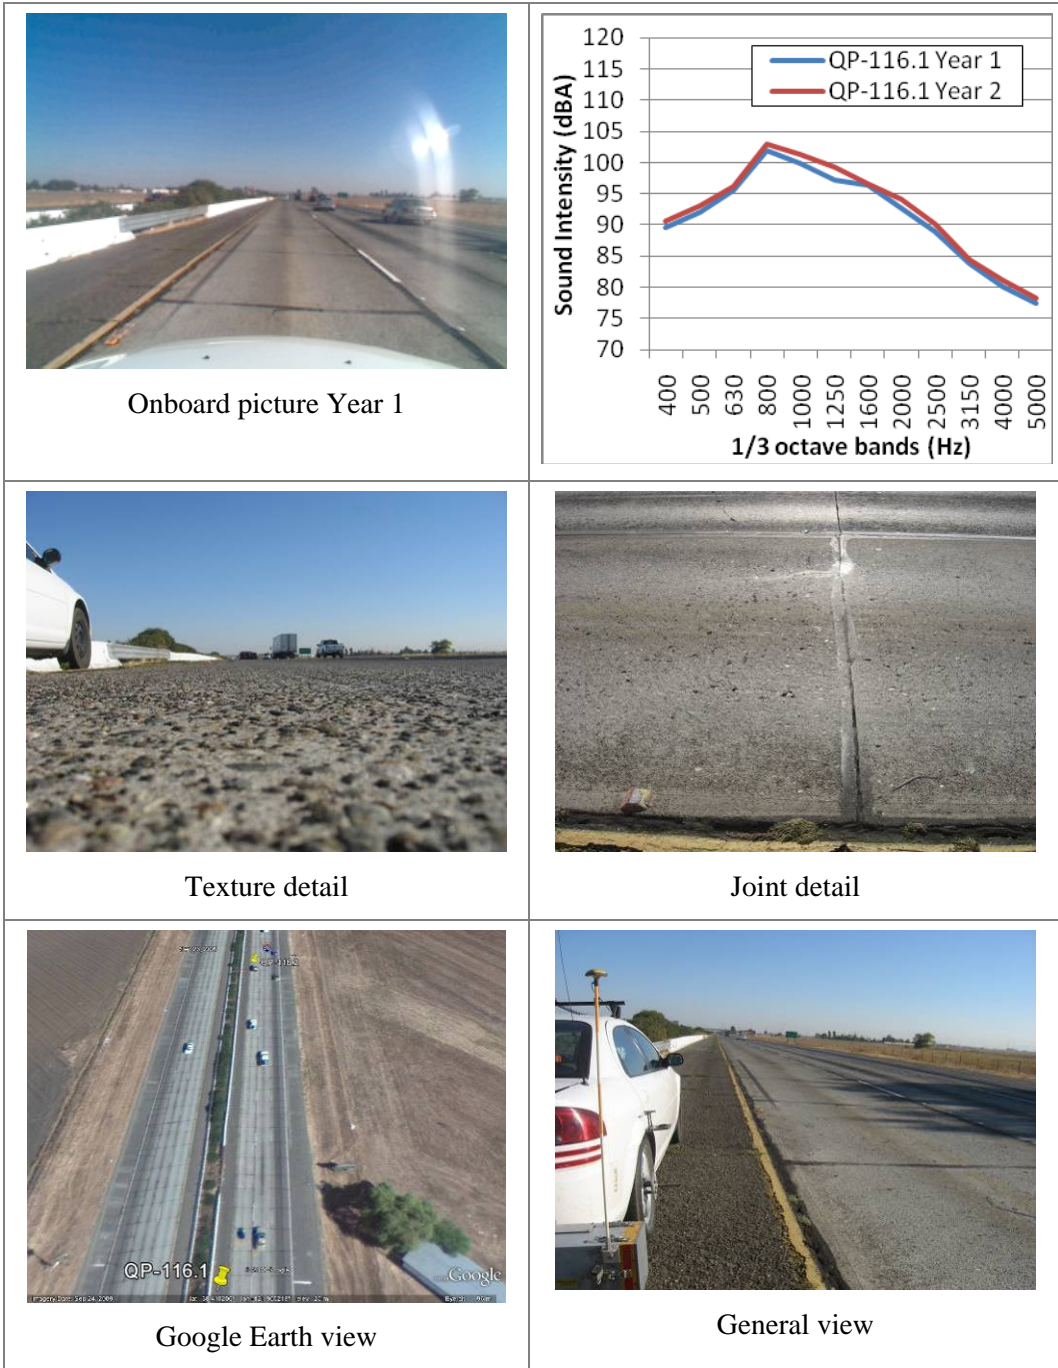 Onboard picture Year 1
120
115
110
105
100
95
90
85
80
75
70
Sound Intensity (dBA)
QP-116.1 Year 1
QP-116.1 Year 2
400
500
630
800
1000
1250
1600
2000
2500
3150
4000
5000
1/3 octave bands (Hz)
Texture detail
Joint detail
QP-116.1
Google
Google Earth view
General view